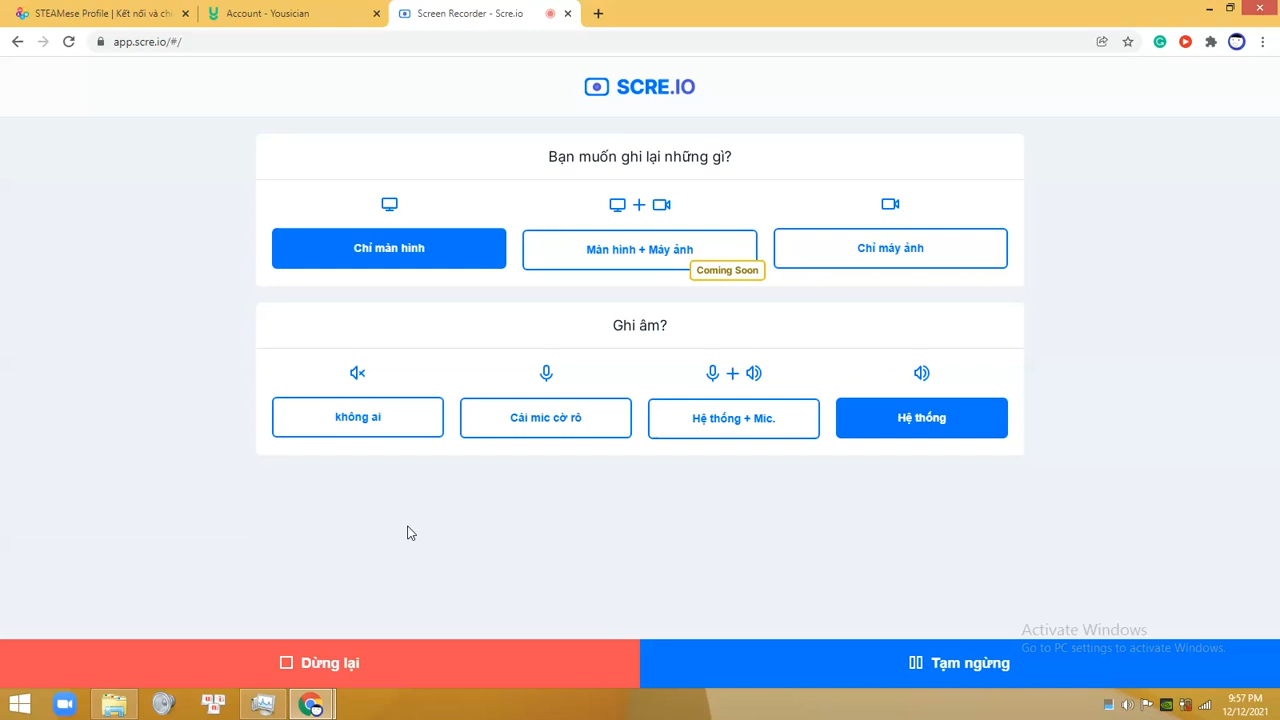 STEAMese Profile | Kết nối và chi
Account - Yousician
Screen Recorder - Scre.io
app.scre.io/#/
SCRE.IO
Bạn muốn ghi lại những gì?
Chỉ màn hình
Màn hình + Máy ảnh
Coming Soon
Chỉ máy ảnh
Ghi âm?
không ai
Cái mic cờ rô
Hệ thống + Mic.
Hệ thống
Activate Windows
Go to PC settings to activate Windows.
Dừng lại
Tạm ngừng
9:57 PM
12/12/2021